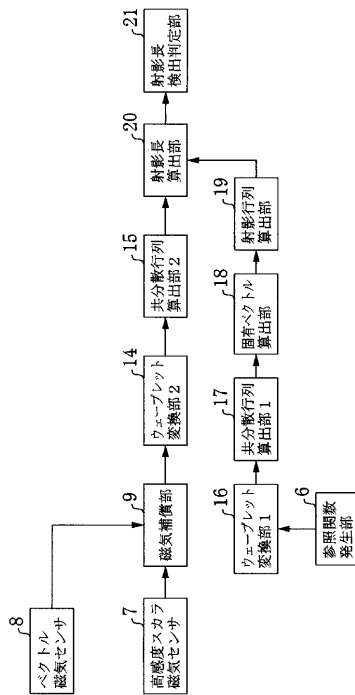 8
ベクトル
磁気センサ
7
高感度スカラ
磁気センサ
9
磁気補償部
14
ウェーブレット
変換部2
15
共分散行列
算出部2
20
射影長
算出部
21
射影長
検出判定部
6
参照関数
発生部
16
ウェーブレット
変換部1
17
共分散行列
算出部1
18
固有ベクトル
算出部
19
射影行列
算出部